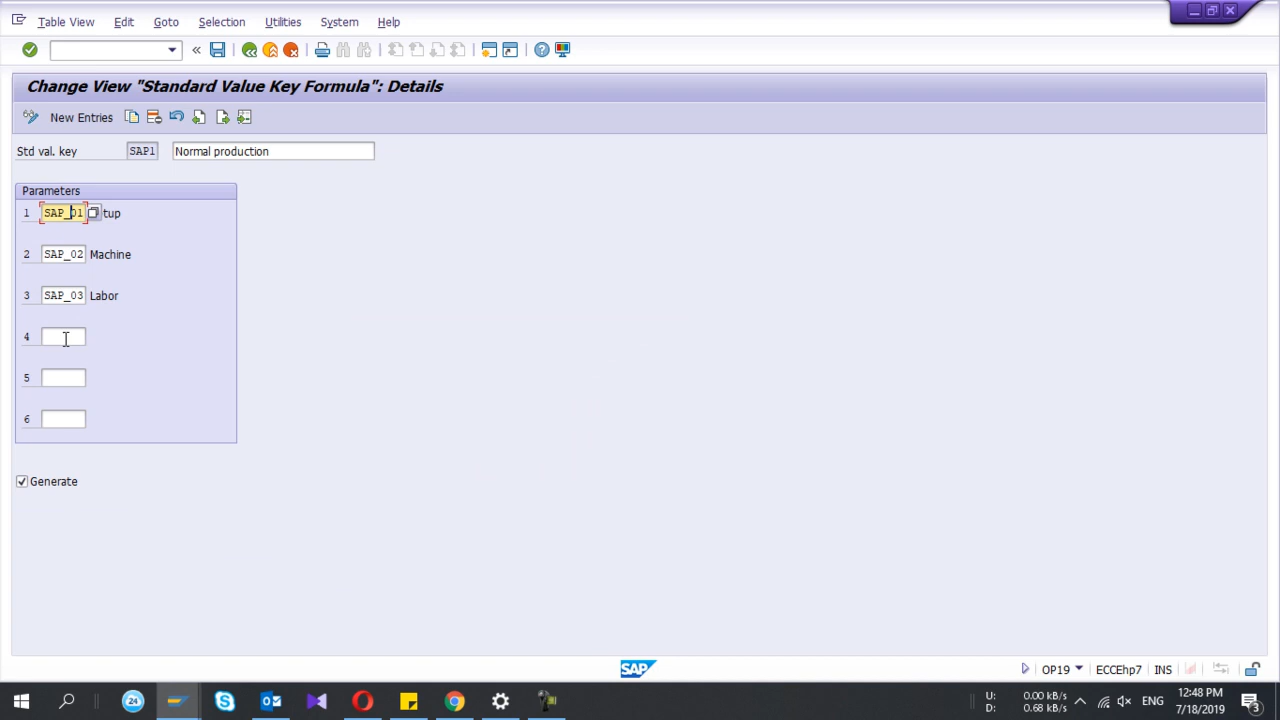 Table View Edit Goto Selection Utilities System Help
Change View "Standard Value Key Formula": Details
New Entries
Std val. key SAP1 Normal production
Parameters
1 SAP_01 tup
2 SAP_02 Machine
3 SAP_03 Labor
4
5
6
Generate
SAP OP19 ECCEhp7 INS
24 U: 0.00 kB/s ENG 12:48 PM
D: 0.68 kB/s 7/18/2019 3